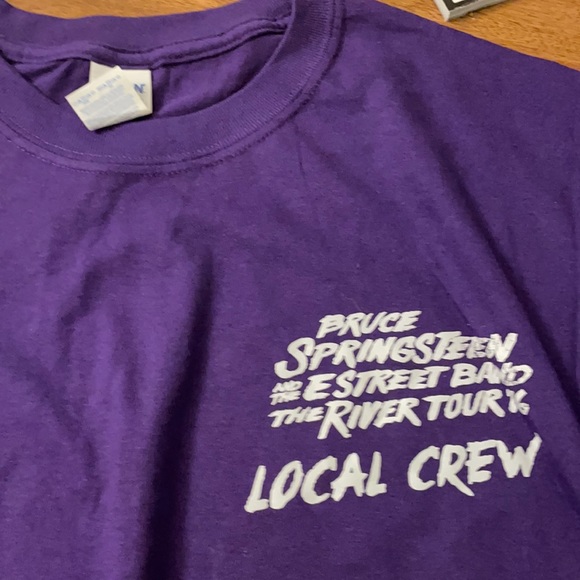 BRUCE
SPRINGSTEEN
AND THE E STREET BAND
THE RIVER TOUR '16
LOCAL CREW